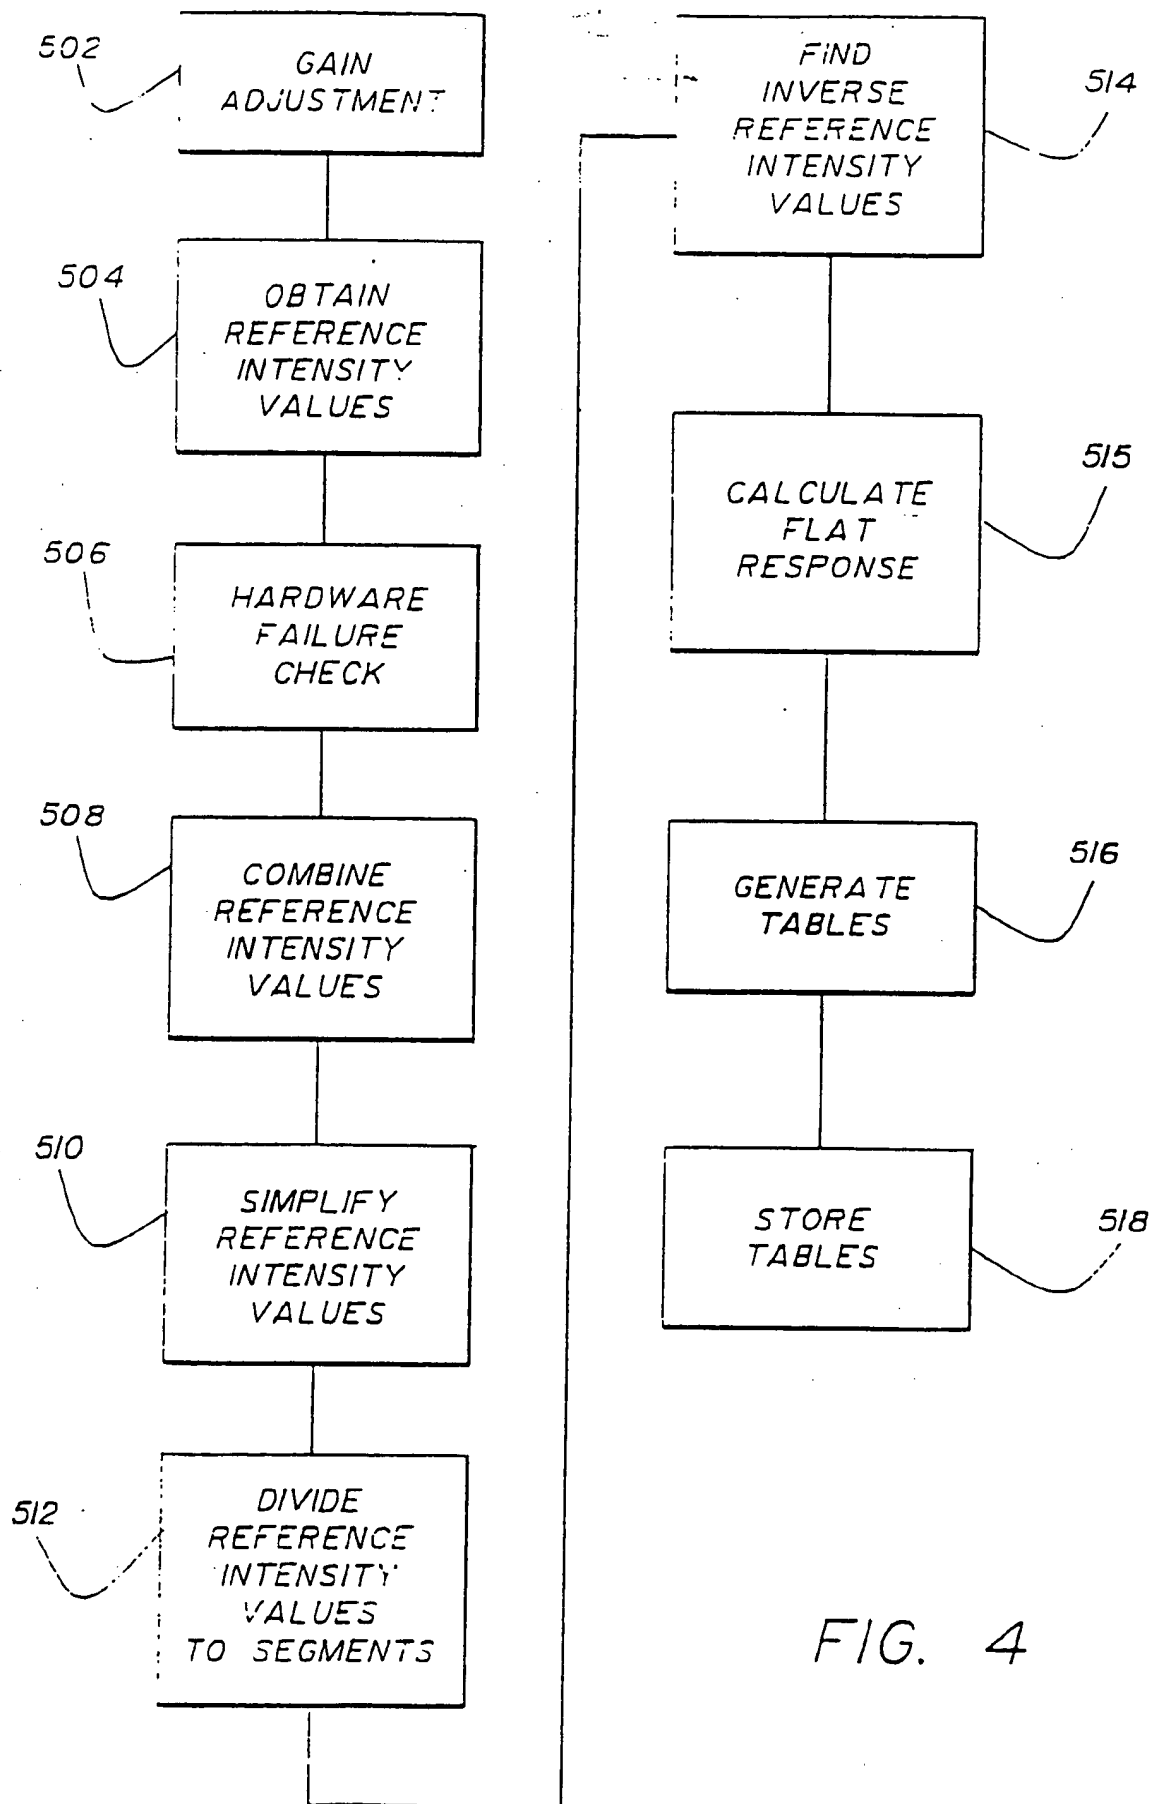 502
GAIN
ADJUSTMENT
504
OBTAIN
REFERENCE
INTENSITY
VALUES
506
HARDWARE
FAILURE
CHECK
508
COMBINE
REFERENCE
INTENSITY
VALUES
510
SIMPLIFY
REFERENCE
INTENSITY
VALUES
512
DIVIDE
REFERENCE
INTENSITY
VALUES
TO SEGMENTS
FIND
INVERSE
REFERENCE
INTENSITY
VALUES
514
CALCULATE
FLAT
RESPONSE
515
GENERATE
TABLES
516
STORE
TABLES
518
FIG. 4